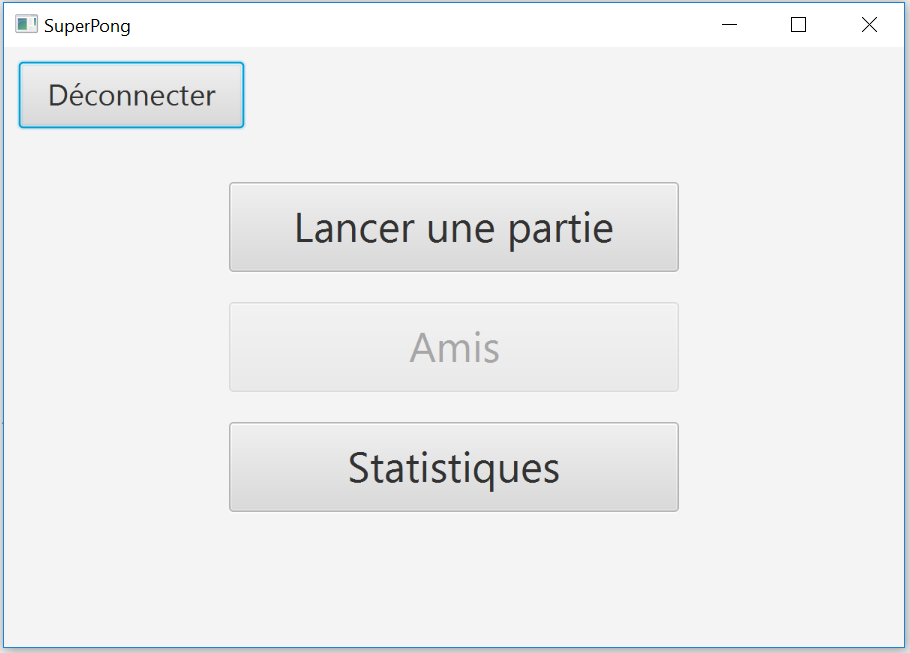 SuperPong
Déconnecter
Lancer une partie
Amis
Statistiques